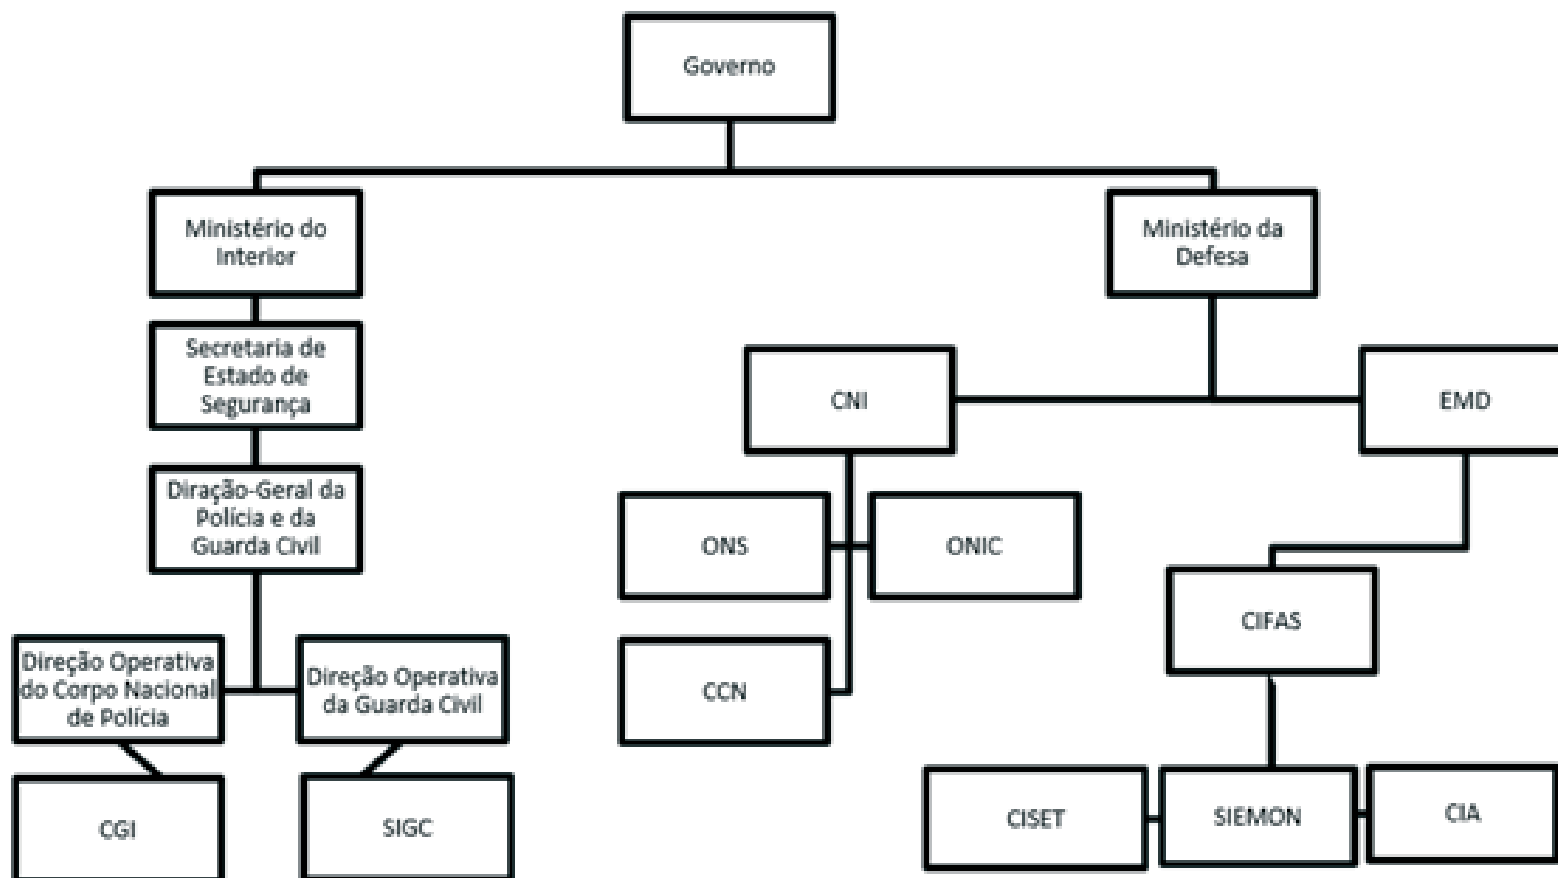 Governo
Ministério do
Interior
Ministério da
Defesa
Secretaria de
Estado de
Segurança
CNI
EMD
Diração-Geral da
Polícia e da
Guarda Civil
ONS
ONIC
CIFAS
Direção Operativa
do Corpo Nacional
de Polícia
Direção Operativa
da Guarda Civil
CCN
CGI
SIGC
CISET
SIEMON
CIA